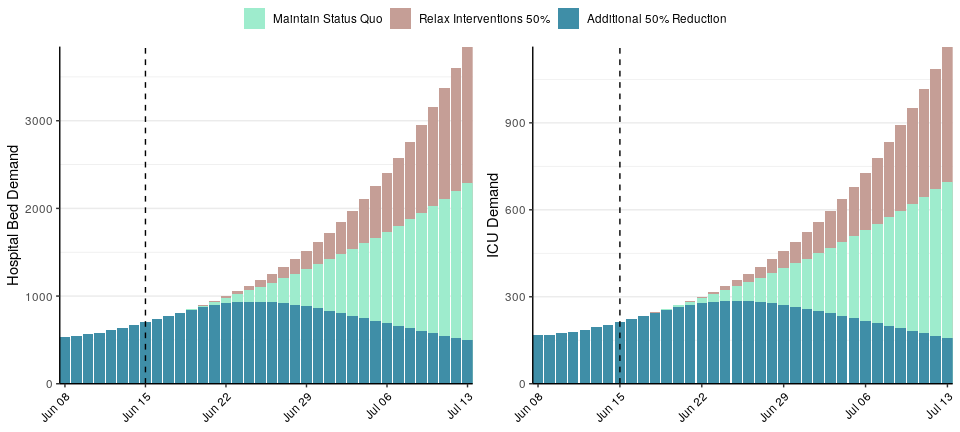 Maintain Status Quo Relax Interventions 50% Additional 50% Reduction
Hospital Bed Demand
3000
2000
1000
0
Jun 08 Jun 15 Jun 22 Jun 29 Jul 06 Jul 13
ICU Demand
900
600
300
0
Jun 08 Jun 15 Jun 22 Jun 29 Jul 06 Jul 13